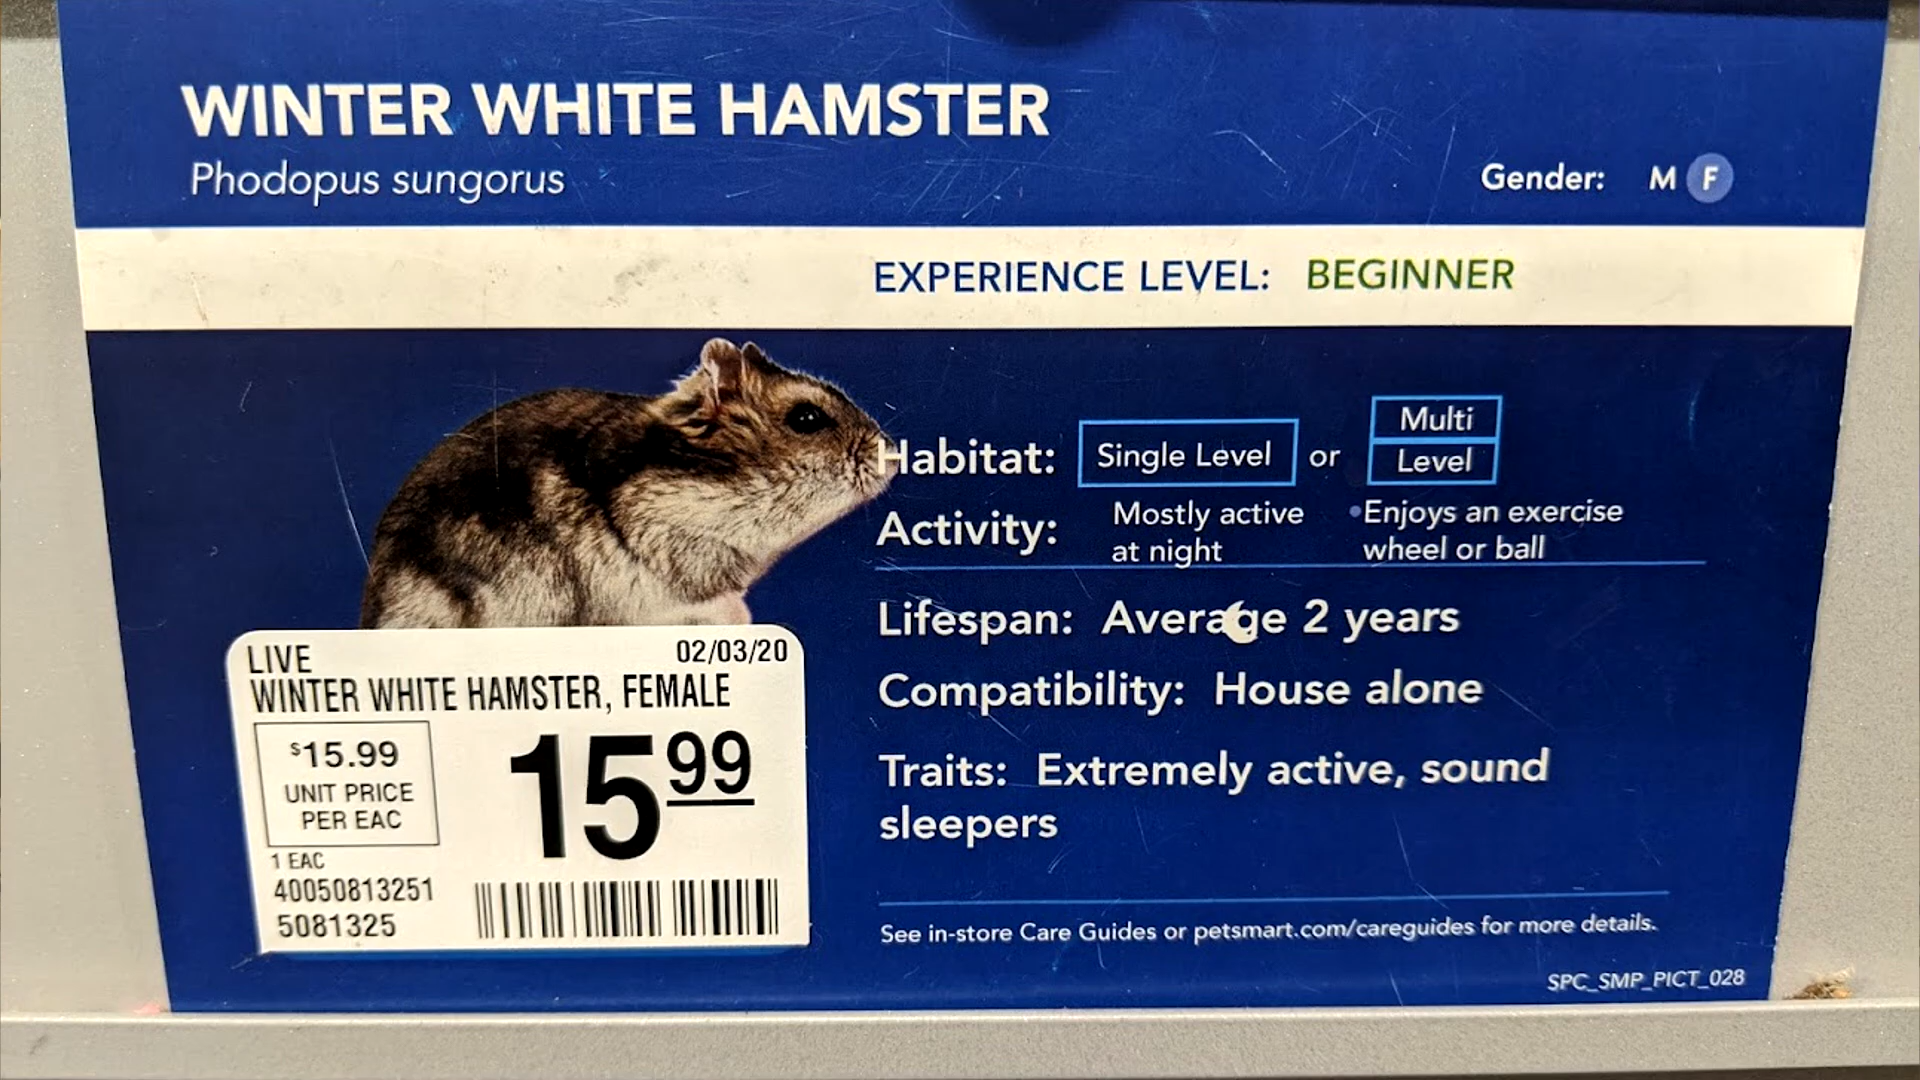 WINTER WHITE HAMSTER
Phodopus sungorus
Gender: M F
EXPERIENCE LEVEL: BEGINNER
Habitat: Single Level or Multi Level
Activity: Mostly active at night •Enjoys an exercise wheel or ball
Lifespan: Average 2 years
Compatibility: House alone
Traits: Extremely active, sound
sleepers
See in-store Care Guides or petsmart.com/careguides for more details.
SPC_SMP_PICT_028
LIVE 02/03/20
WINTER WHITE HAMSTER, FEMALE
$15.99
UNIT PRICE
PER EAC
15 99
1 EAC
40050813251
5081325